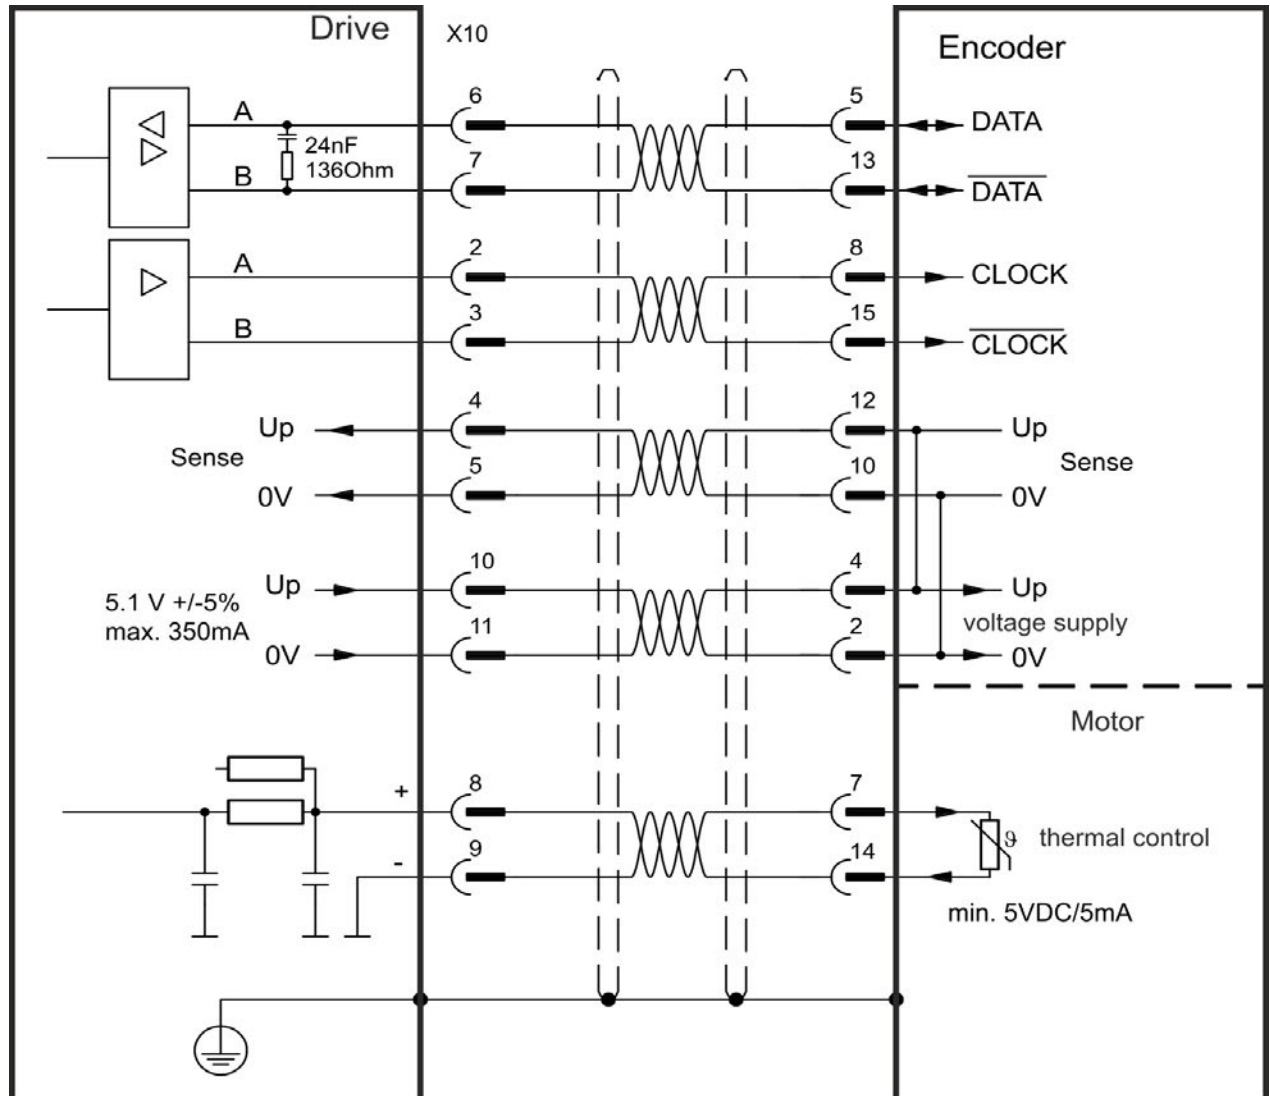 Drive
X10
Encoder
6
5
A
DATA
24nF
136Ohm
7
13
B
DATA
2
8
A
CLOCK
3
15
B
CLOCK
4
12
Up
Up
Sense
Sense
5
10
0V
0V
10
4
Up
Up
5.1 V +/-5%
max. 350mA
voltage supply
11
2
0V
0V
Motor
8
7
+
ϑ thermal control
9
14
-
min. 5VDC/5mA